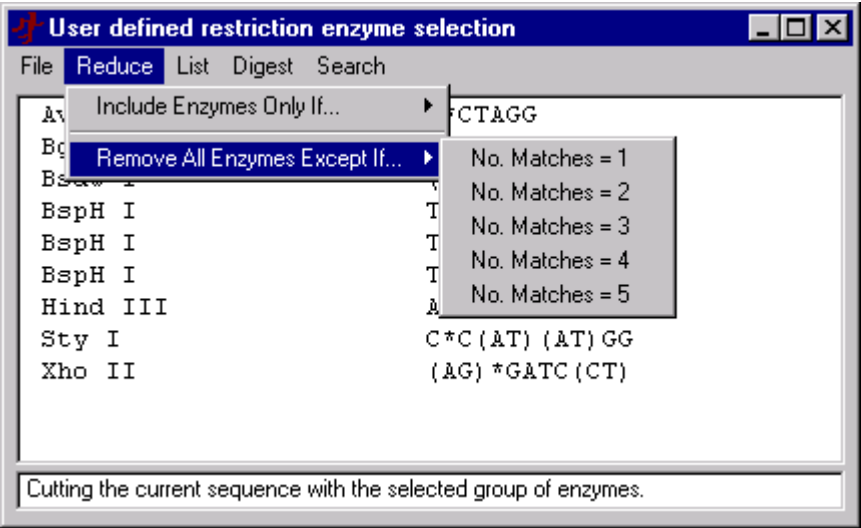 User defined restriction enzyme selection
File Reduce List Digest Search
Include Enzymes Only If...
Remove All Enzymes Except If...
No. Matches = 1
No. Matches = 2
No. Matches = 3
No. Matches = 4
No. Matches = 5
*CTAGG
BspH I
BspH I
BspH I
Hind III
Sty I C*C(AT)(AT)GG
Xho II (AG)*GATC(CT)
Cutting the current sequence with the selected group of enzymes.